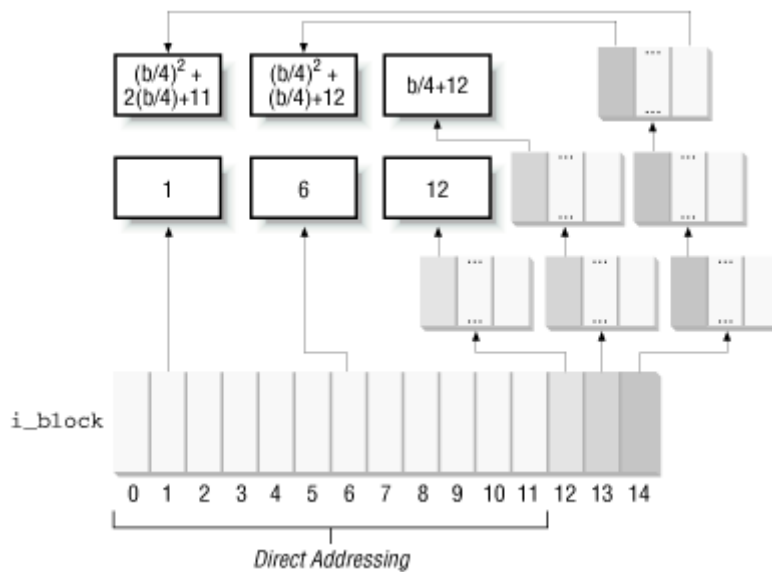 (b/4)² +
2(b/4)+11
(b/4)² +
(b/4)+12
b/4+12
1
6
12
i_block
0 1 2 3 4 5 6 7 8 9 10 11 12 13 14
Direct Addressing